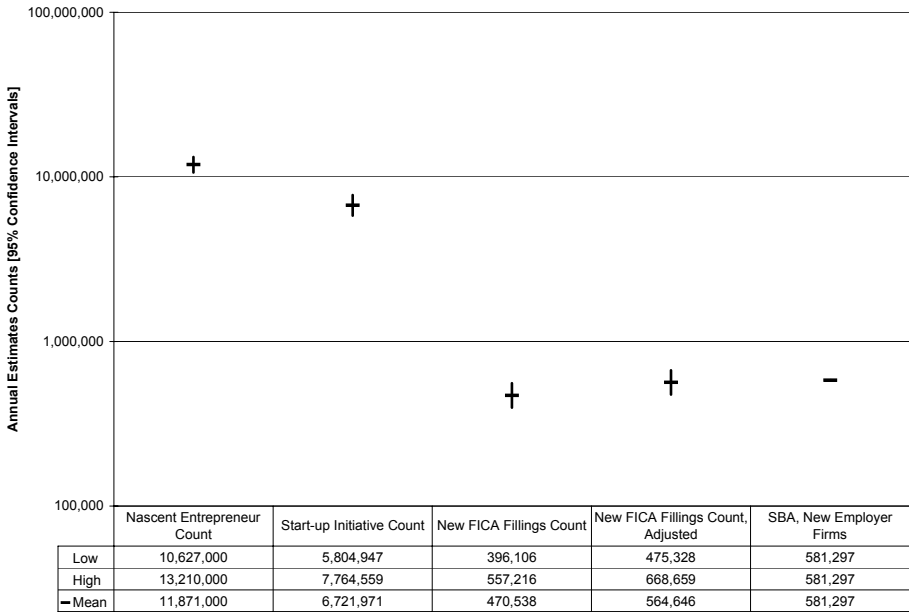 Annual Estimates Counts [95% Confidence Intervals]
100,000,000
10,000,000
1,000,000
100,000
Nascent Entrepreneur Count Start-up Initiative Count New FICA Fillings Count New FICA Fillings Count, Adjusted SBA, New Employer Firms
Low 10,627,000 5,804,947 396,106 475,328 581,297
High 13,210,000 7,764,559 557,216 668,659 581,297
Mean 11,871,000 6,721,971 470,538 564,646 581,297